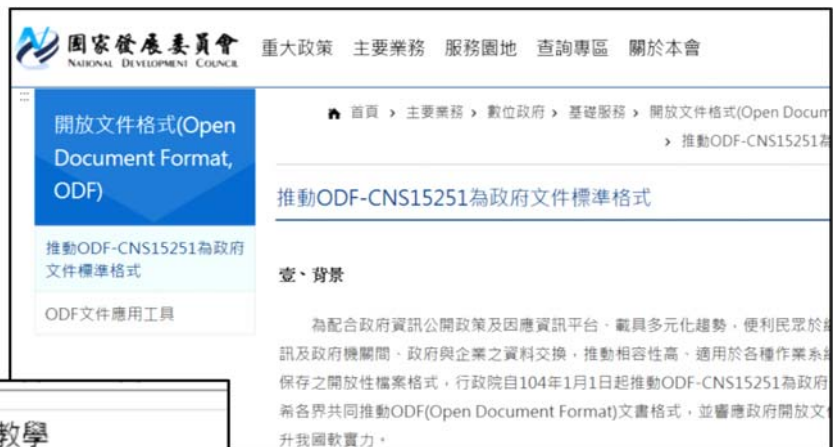 國家發展委員會
NATIONAL DEVELOPMENT COUNCIL
重大政策 主要業務 服務園地 查詢專區 關於本會
開放文件格式(Open
Document Format,
ODF)
推動ODF-CNS15251為政府
文件標準格式
ODF文件應用工具
首頁 › 主要業務 › 數位政府 › 基礎服務 › 開放文件格式(Open Docum
› 推動ODF-CNS15251為
推動ODF-CNS15251為政府文件標準格式
壹、背景
為配合政府資訊公開政策及因應資訊平台、載具多元化趨勢,便利民眾於
訊及政府機關間、政府與企業之資料交換,推動相容性高、適用於各種作業系
保存之開放性檔案格式,行政院自104年1月1日起推動ODF-CNS15251為政府
希各界共同推動ODF(Open Document Format)文書格式,並響應政府開放文
升我國軟實力。
教學